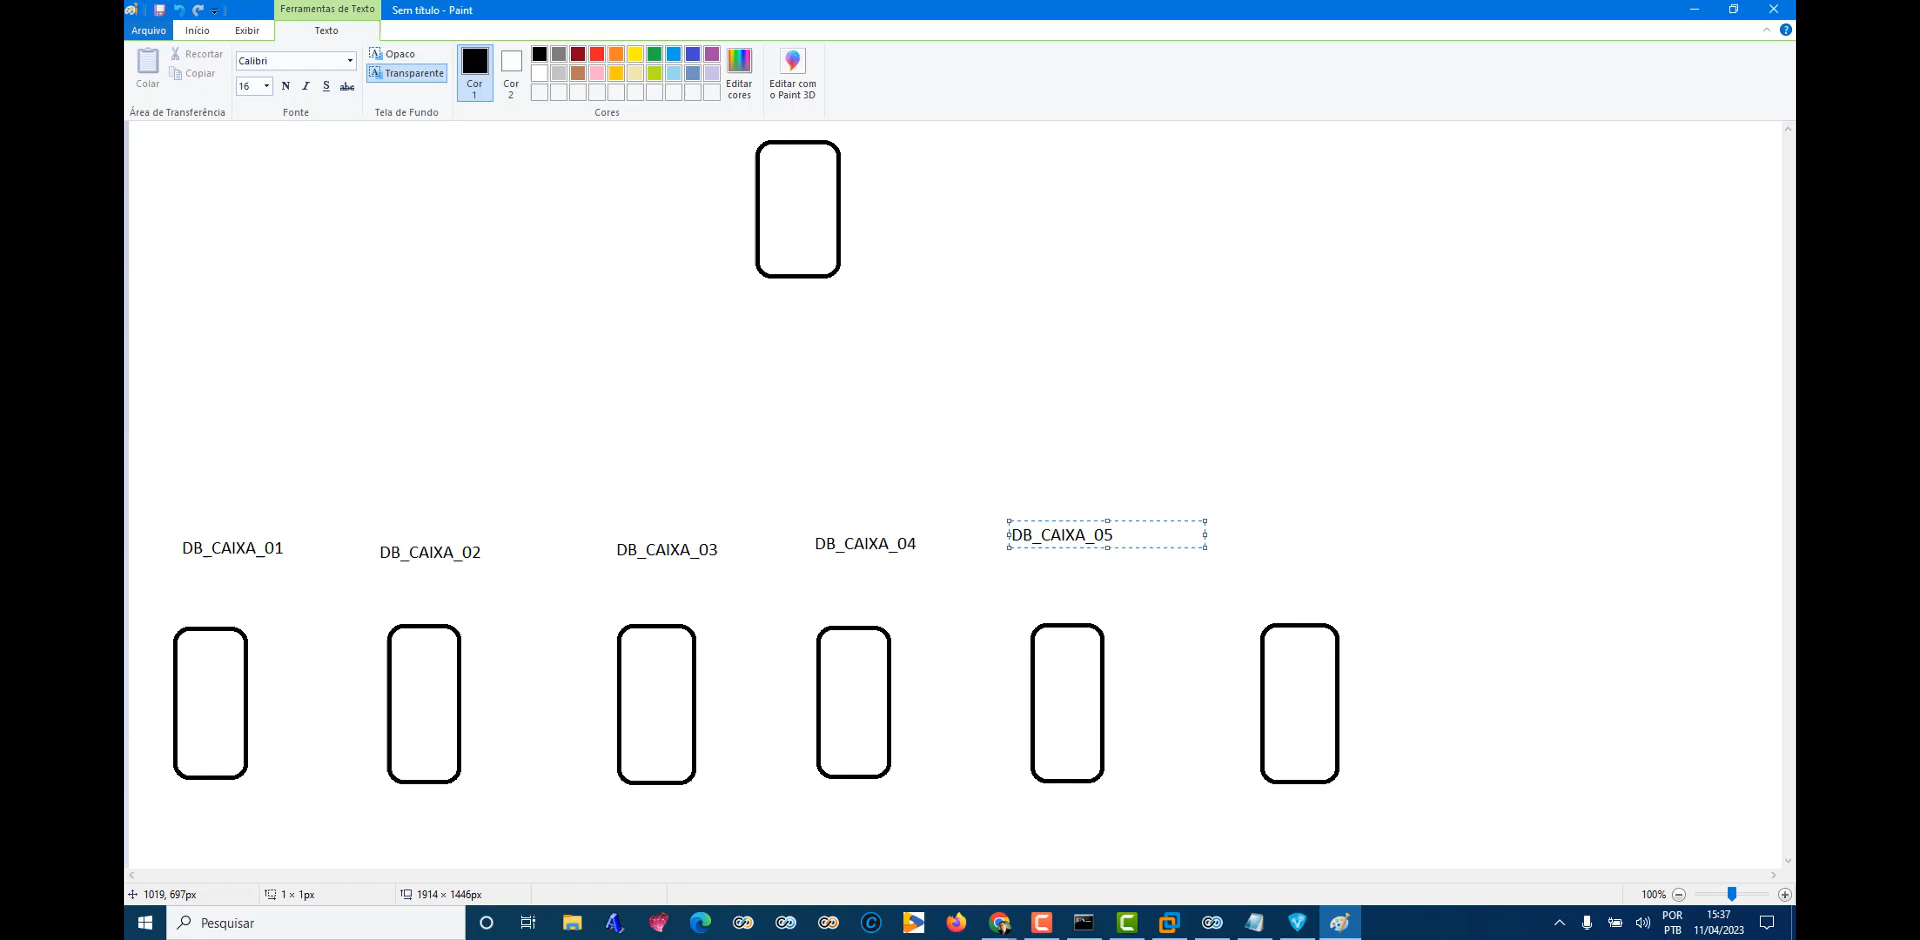 Ferramentas de Texto
Sem título - Paint
Arquivo
Início
Exibir
Texto
Colar
Recortar
Copiar
Área de Transferência
Calibri
16
N
I
S
abc
Fonte
Opaco
Transparente
Tela de Fundo
Cor
1
Cor
2
Editar
cores
Cores
Editar com
o Paint 3D
DB_CAIXA_01
DB_CAIXA_02
DB_CAIXA_03
DB_CAIXA_04
DB_CAIXA_05
1019, 697px
1 × 1px
1914 × 1446px
100%
Pesquisar
POR
PTB
15:37
11/04/2023